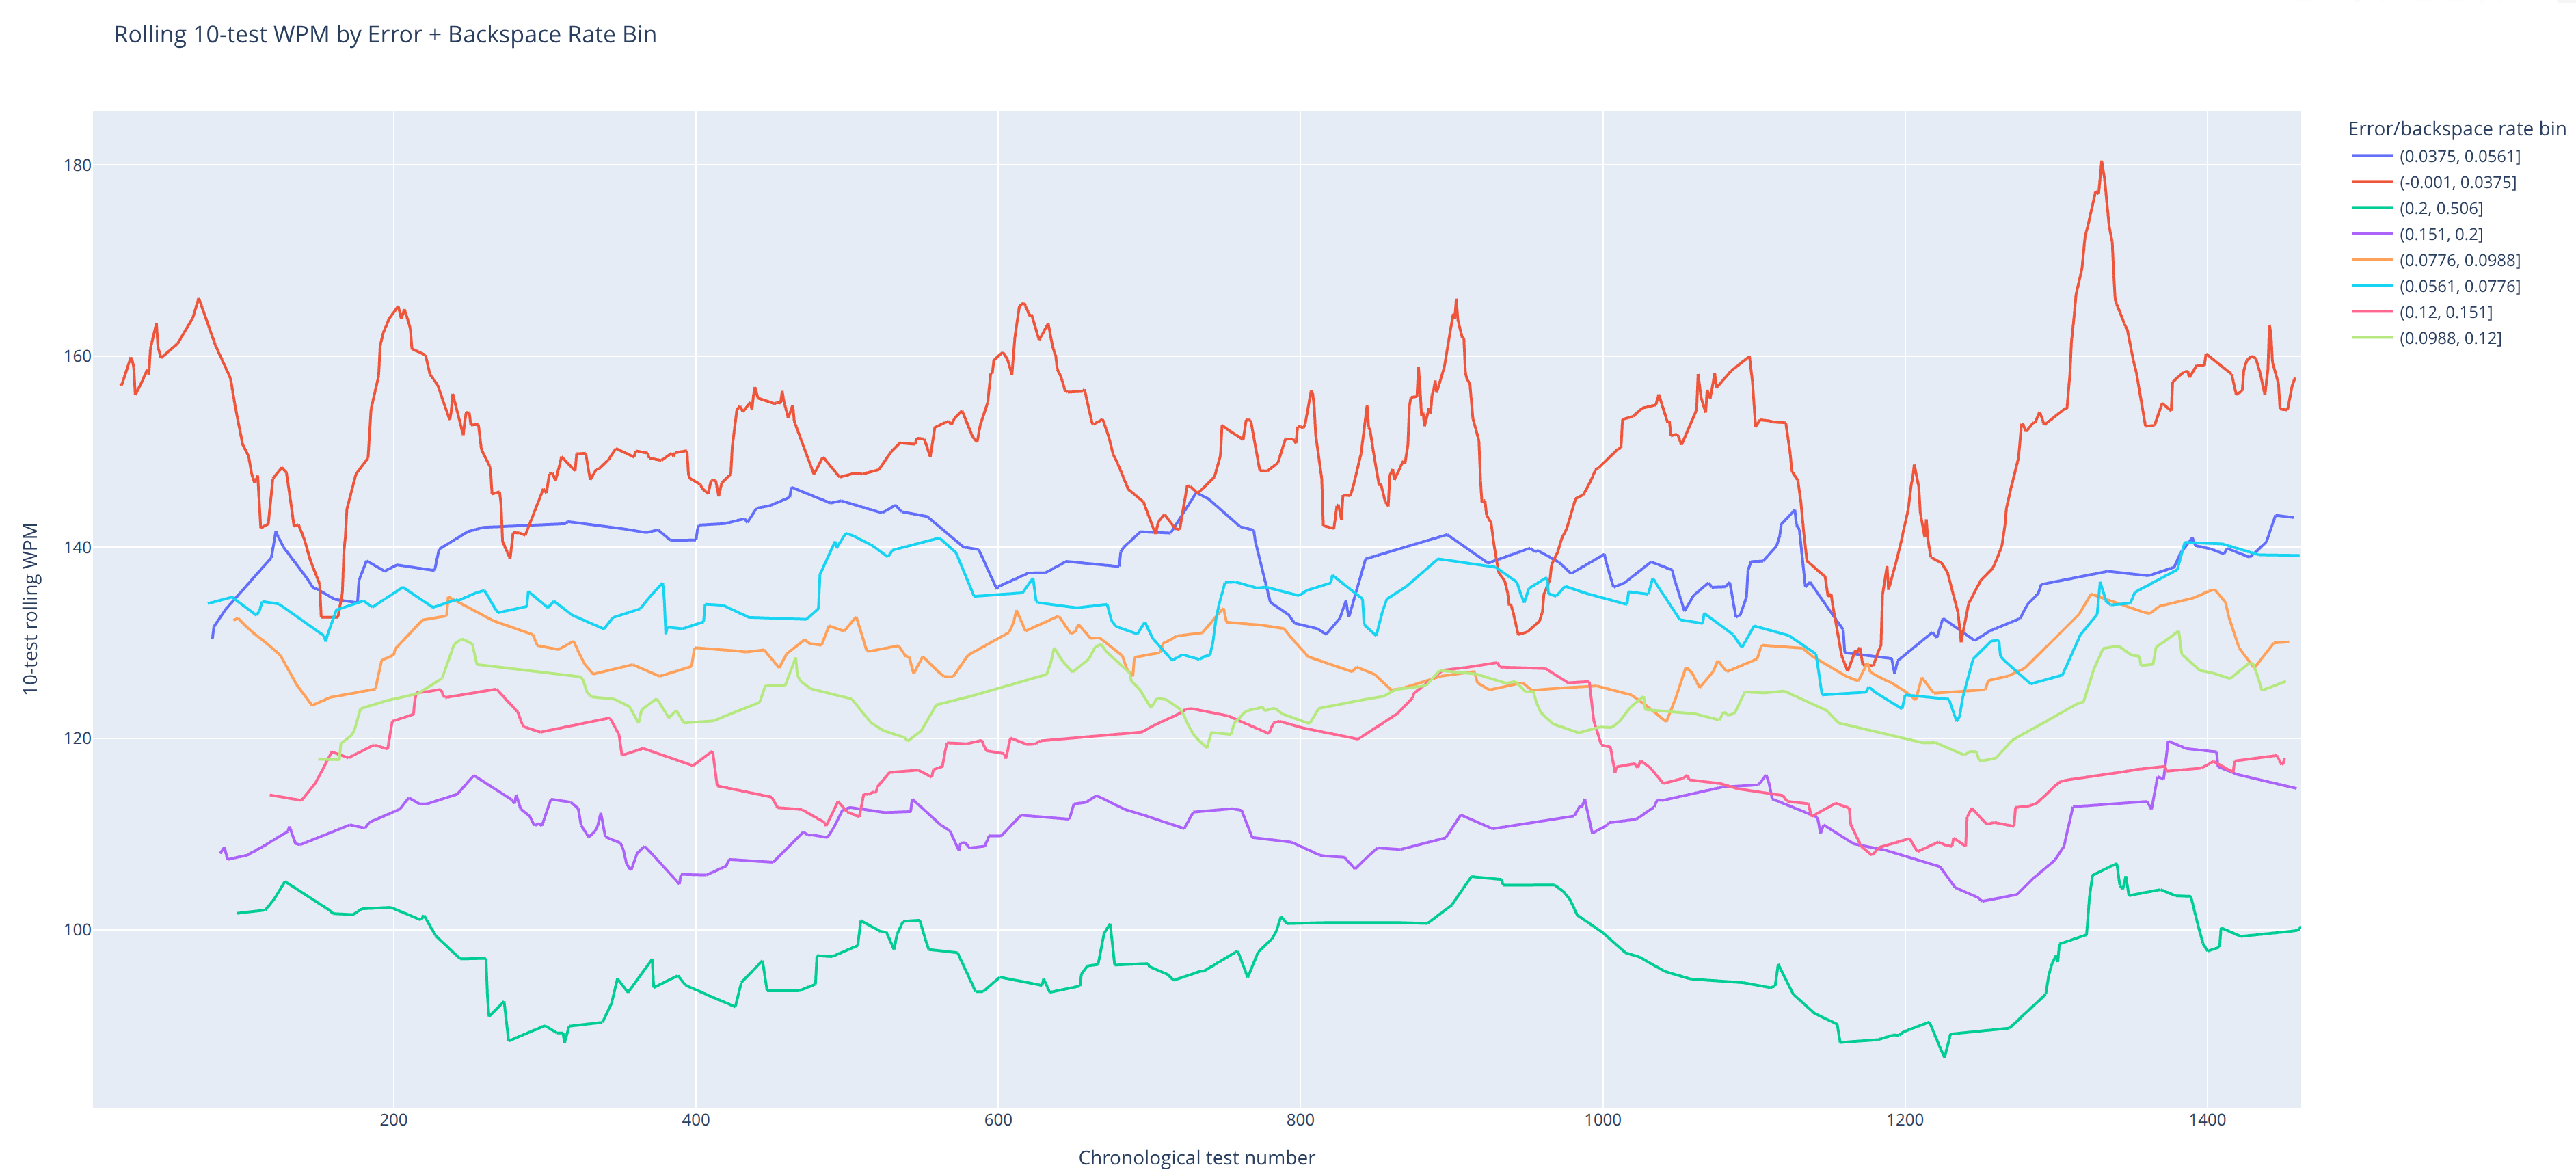 Rolling 10-test WPM by Error + Backspace Rate Bin
Error/backspace rate bin
(0.0375, 0.0561]
(-0.001, 0.0375]
(0.2, 0.506]
(0.151, 0.2]
(0.0776, 0.0988]
(0.0561, 0.0776]
(0.12, 0.151]
(0.0988, 0.12]
180
160
140
120
100
10-test rolling WPM
200 400 600 800 1000 1200 1400
Chronological test number